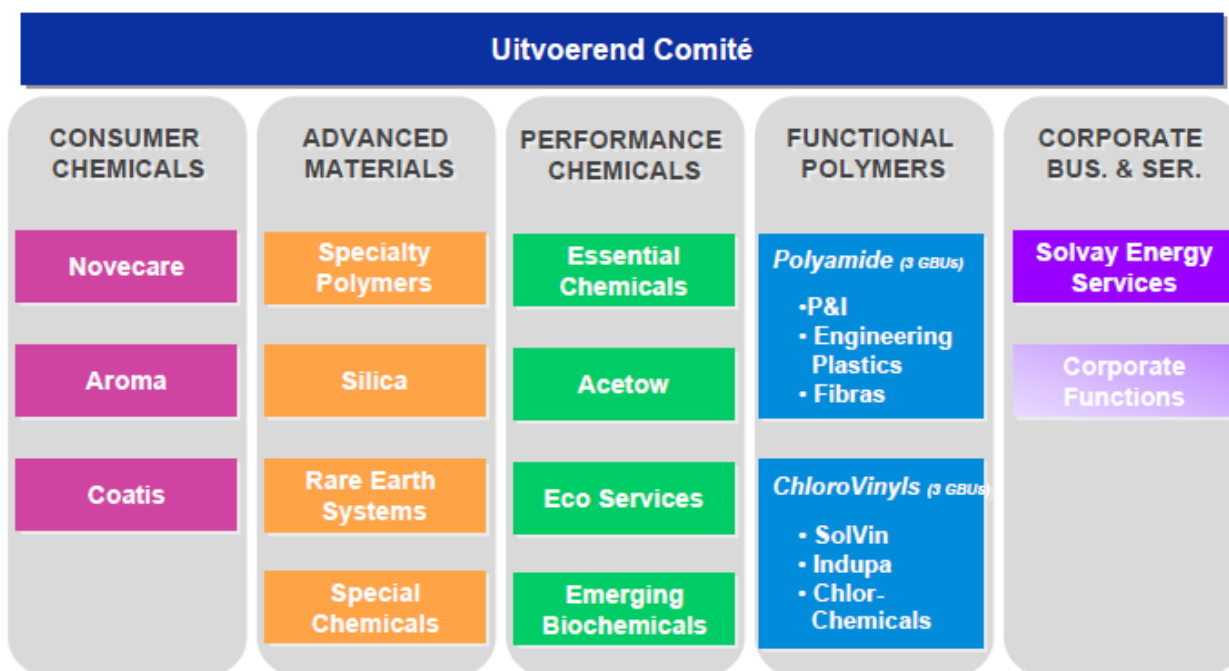 Uitvoerend Comité
CONSUMER
CHEMICALS
Novecare
Aroma
Coatis
ADVANCED
MATERIALS
Specialty
Polymers
Silica
Rare Earth
Systems
Special
Chemicals
PERFORMANCE
CHEMICALS
Essential
Chemicals
Acetow
Eco Services
Emerging
Biochemicals
FUNCTIONAL
POLYMERS
Polyamide (3 GBUs)
•P&I
• Engineering
Plastics
• Fibras
ChloroVinyls (3 GBUs)
• SolVin
• Indupa
• Chlor-
Chemicals
CORPORATE
BUS. & SER.
Solvay Energy
Services
Corporate
Functions